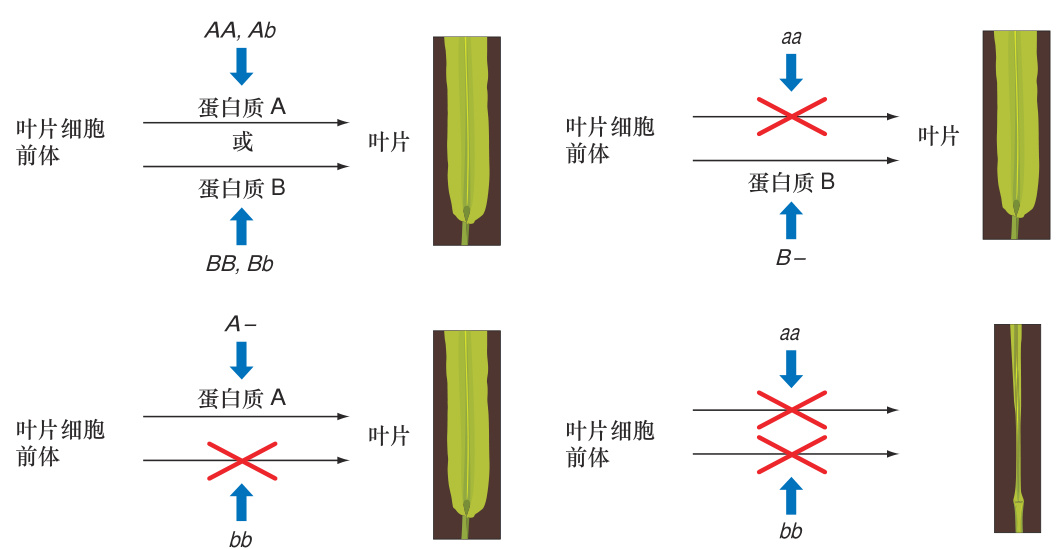 AA, Ab
蛋白质 A
叶片细胞
前体
或
叶片
蛋白质 B
BB, Bb
aa
叶片细胞
前体
叶片
蛋白质 B
B–
A–
蛋白质 A
叶片细胞
前体
叶片
bb
aa
叶片细胞
前体
bb